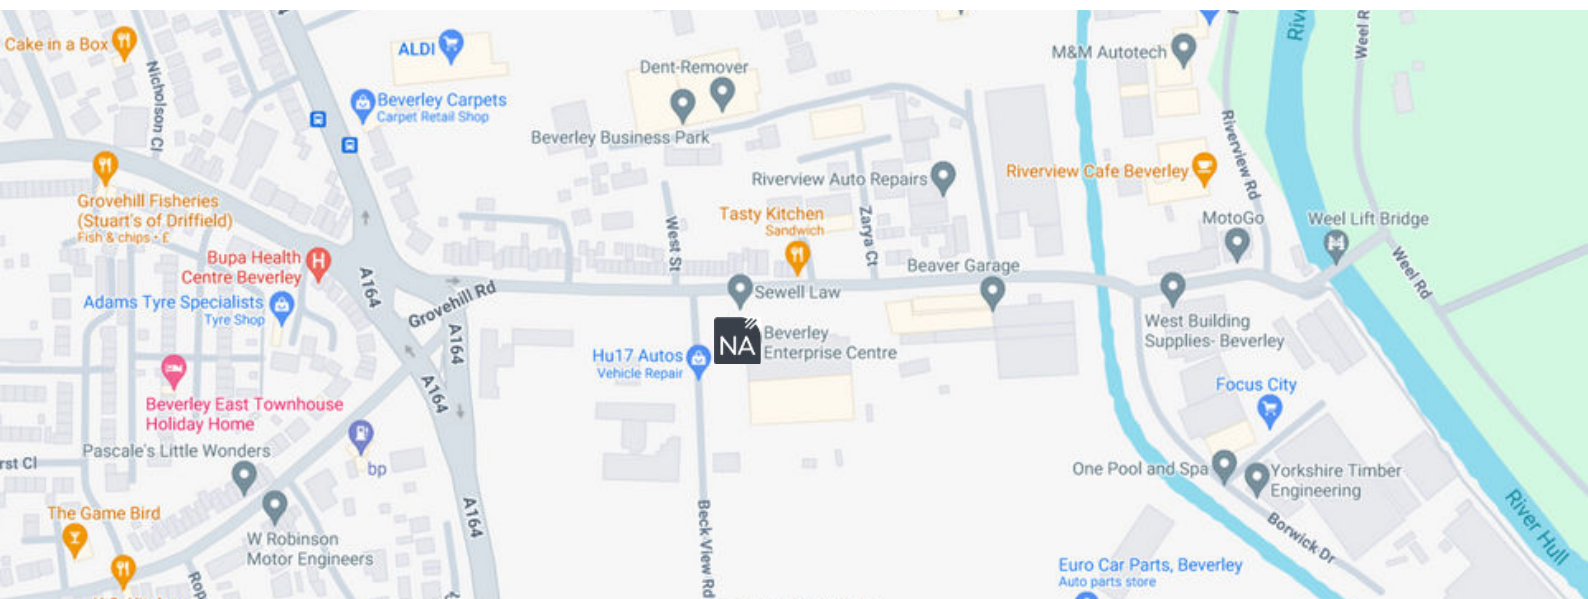 Cake in a Box
Nicholson Cl
ALDI
Beverley Carpets
Carpet Retail Shop
Dent-Remover
Beverley Business Park
M&M Autotech
Weel R
Riverview Rd
Riverview Cafe Beverley
Riverview Auto Repairs
Grovehill Fisheries
(Stuart's of Driffield)
Fish & chips • £
Tasty Kitchen
Sandwich
West St
Zarya Ct
MotoGo
Weel Lift Bridge
Weel Rd
Bupa Health
Centre Beverley
A164
Beaver Garage
Grovehill Rd
Sewell Law
Adams Tyre Specialists
Tyre Shop
A164
NA
Beverley
Enterprise Centre
West Building
Supplies- Beverley
Hu17 Autos
Vehicle Repair
A164
Focus City
Beverley East Townhouse
Holiday Home
Pascale's Little Wonders
rst Cl
bp
One Pool and Spa
Yorkshire Timber
Engineering
The Game Bird
A164
Beck View Rd
W Robinson
Motor Engineers
Borwick Dr
River Hull
Euro Car Parts, Beverley
Auto parts store
Rop